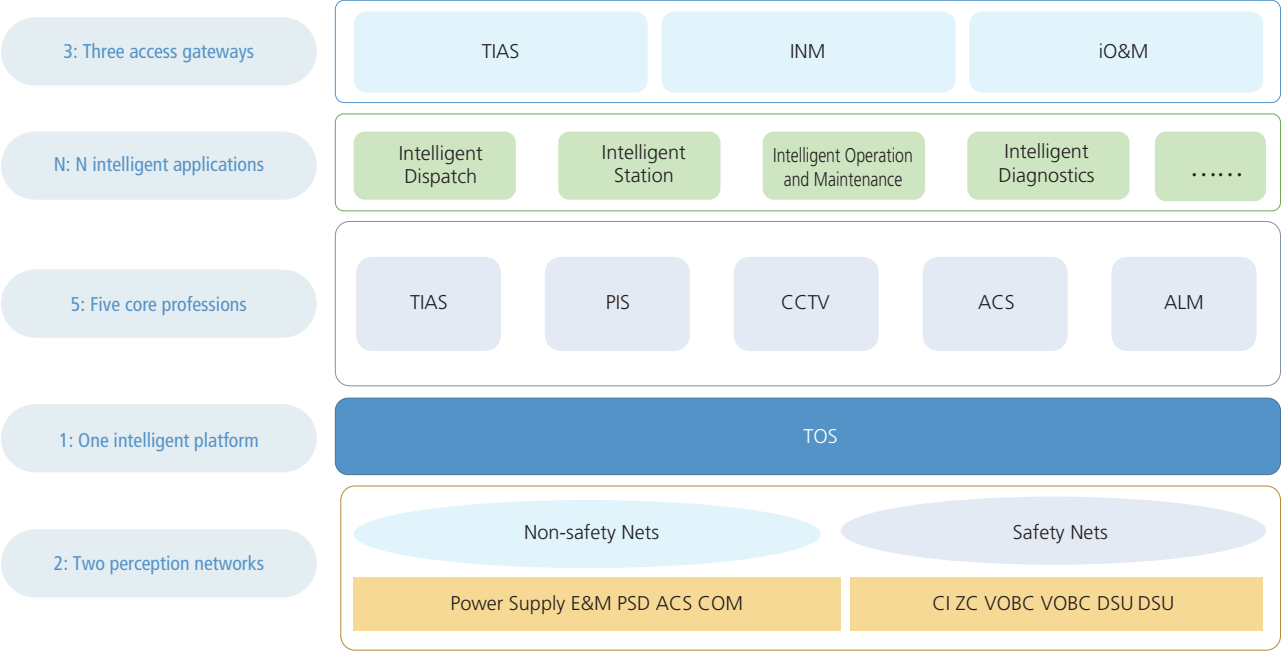 3: Three access gateways
TIAS
INM
iO&M
N: N intelligent applications
Intelligent
Dispatch
Intelligent
Station
Intelligent Operation
and Maintenance
Intelligent
Diagnostics
......
5: Five core professions
TIAS
PIS
CCTV
ACS
ALM
1: One intelligent platform
TOS
2: Two perception networks
Non-safety Nets
Safety Nets
Power Supply E&M PSD ACS COM
CI ZC VOBC VOBC DSU DSU